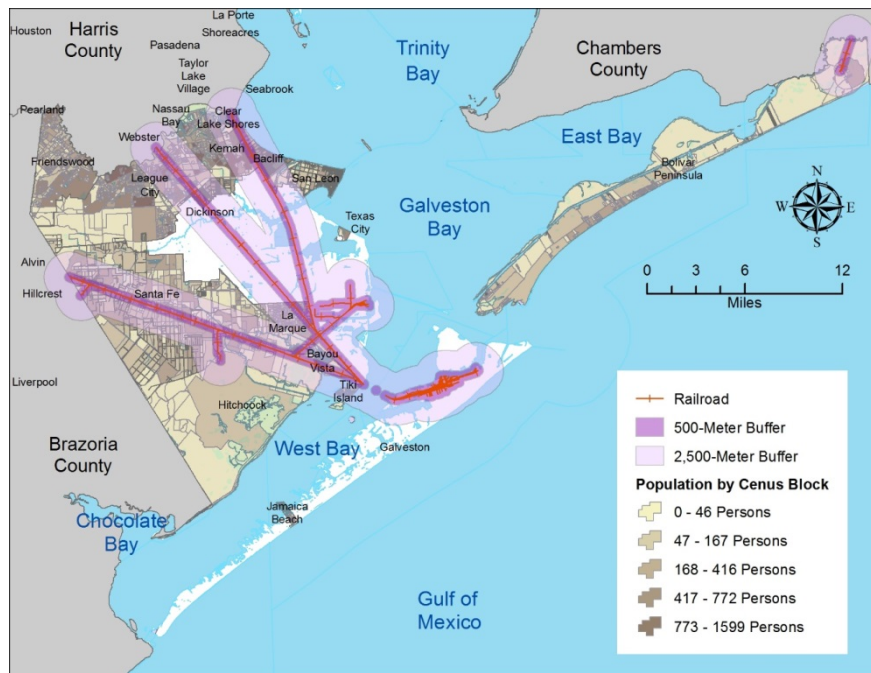 La Porte
Harris
County
Houston
Shoreacres
Pasadena
Trinity
Bay
Chambers
County
Taylor
Lake
Village
Seabrook
Nassau
Bay
Clear
Lake Shores
Pearland
Webster
Kemah
East Bay
Friendswood
Bacliff
League
City
San Leon
Bolivar
Peninsula
N
W E
S
Dickinson
Texas
City
Galveston
Bay
Alvin
0 3 6 12
Miles
Hillcrest
Santa Fe
La
Marque
Bayou
Vista
Liverpool
Tiki
Island
Hitchcock
West Bay
Galveston
Brazoria
County
Jamaica
Beach
Chocolate
Bay
Gulf of
Mexico
Railroad
500-Meter Buffer
2,500-Meter Buffer
Population by Cenus Block
0 - 46 Persons
47 - 167 Persons
168 - 416 Persons
417 - 772 Persons
773 - 1599 Persons